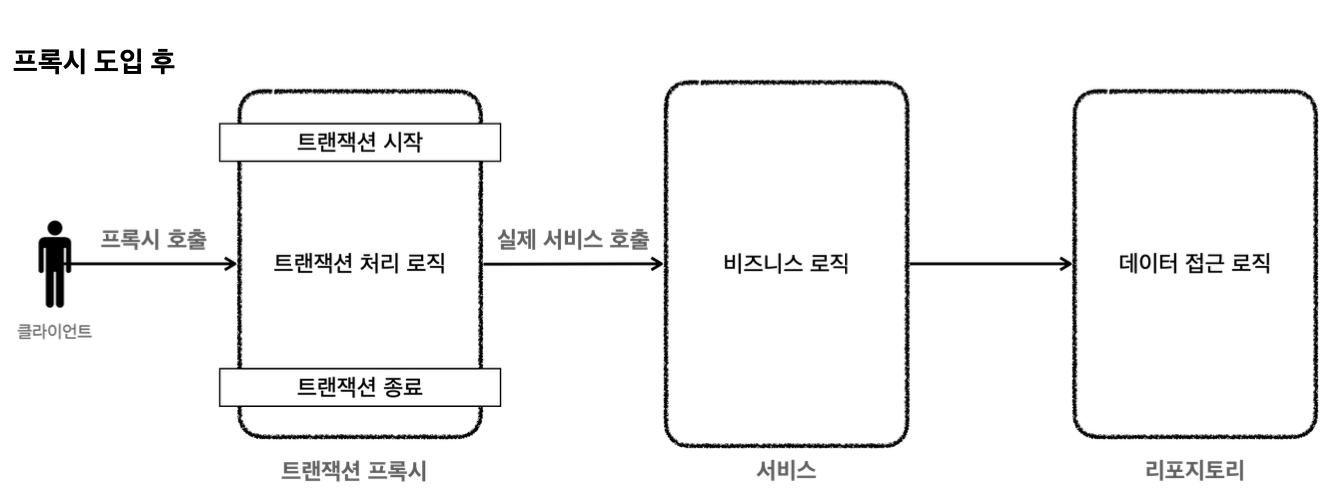 프록시 도입 후
트랜잭션 시작
프록시 호출
실제 서비스 호출
트랜잭션 처리 로직
비즈니스 로직
데이터 접근 로직
클라이언트
트랜잭션 종료
트랜잭션 프록시
서비스
리포지토리